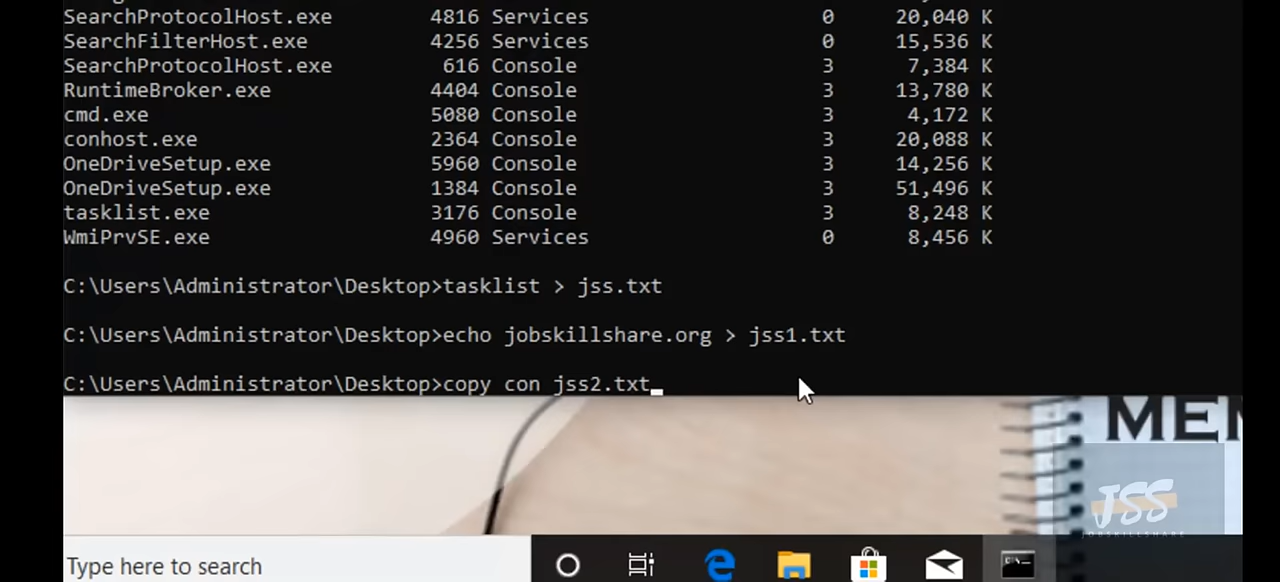 SearchProtocolHost.exe 4816 Services 0 20,040 K
SearchFilterHost.exe 4256 Services 0 15,536 K
SearchProtocolHost.exe 616 Console 3 7,384 K
RuntimeBroker.exe 4404 Console 3 13,780 K
cmd.exe 5080 Console 3 4,172 K
conhost.exe 2364 Console 3 20,088 K
OneDriveSetup.exe 5960 Console 3 14,256 K
OneDriveSetup.exe 1384 Console 3 51,496 K
tasklist.exe 3176 Console 3 8,248 K
WmiPrvSE.exe 4960 Services 0 8,456 K
C:\Users\Administrator\Desktop>tasklist > jss.txt
C:\Users\Administrator\Desktop>echo jobskillshare.org > jss1.txt
C:\Users\Administrator\Desktop>copy con jss2.txt
MEN
JSS
JOBSKILLSHARE
Type here to search